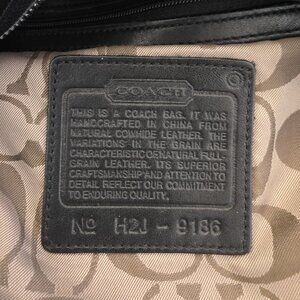 COACH
THIS IS A COACH BAG. IT WAS
HANDCRAFTED IN CHINA FROM
NATURAL COWHIDE LEATHER. THE
VARIATIONS IN THE GRAIN ARE
CHARACTERISTIC OF NATURAL FULL-
GRAIN LEATHER. ITS SUPERIOR
CRAFTSMANSHIP AND ATTENTION TO
DETAIL REFLECT OUR COMMITMENT
TO ENDURING QUALITY.
No H2J - 9186